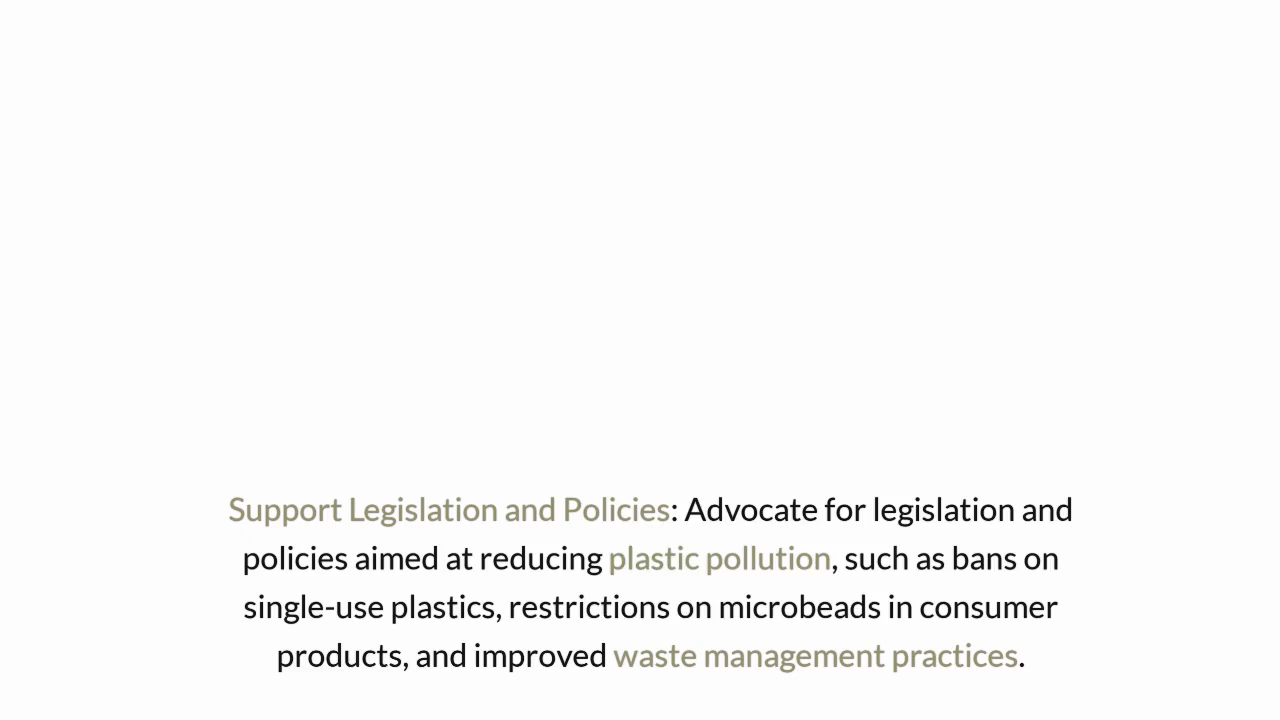 Support Legislation and Policies: Advocate for legislation and
policies aimed at reducing plastic pollution, such as bans on
single-use plastics, restrictions on microbeads in consumer
products, and improved waste management practices.